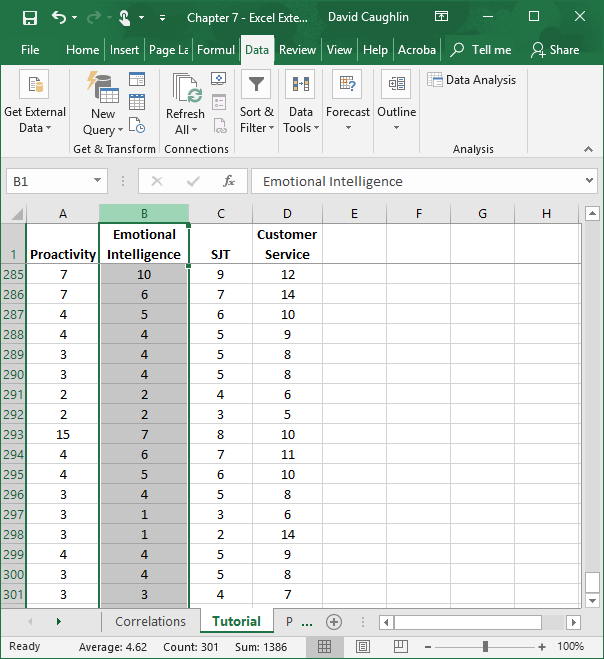 Chapter 7 - Excel Exte... David Caughlin
File Home Insert Page La Formul Data Review View Help Acroba Tell me Share
Get External Data
New Query
Get & Transform
Refresh All
Connections
Sort & Filter
Data Tools
Forecast
Outline
Data Analysis
Analysis
B1 fx Emotional Intelligence
A B C D E F G H
1 Proactivity Emotional Intelligence SJT Customer Service
285 7 10 9 12
286 7 6 7 14
287 4 5 6 10
288 4 4 5 9
289 3 4 5 8
290 3 4 5 8
291 2 2 4 6
292 2 2 3 5
293 15 7 8 10
294 4 6 7 11
295 4 5 6 10
296 3 4 5 8
297 3 1 3 6
298 3 1 2 14
299 4 4 5 9
300 3 4 5 8
301 3 3 4 7
Correlations Tutorial P ...
Ready Average: 4.62 Count: 301 Sum: 1386 100%